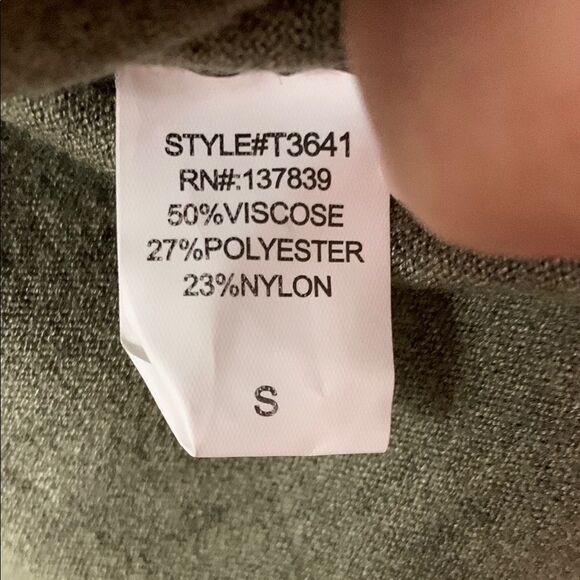 STYLE#T3641
RN#:137839
50%VISCOSE
27%POLYESTER
23%NYLON
S